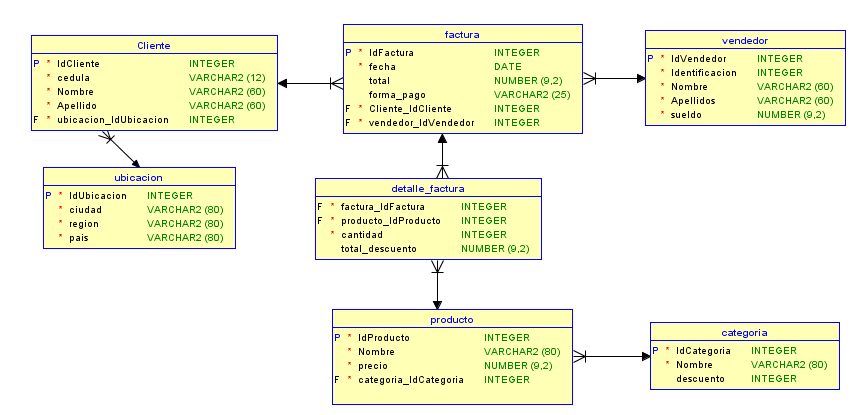 Cliente
P * IdCliente INTEGER
* cedula VARCHAR2 (12)
* Nombre VARCHAR2 (60)
* Apellido VARCHAR2 (60)
F * ubicacion_IdUbicacion INTEGER
factura
P * IdFactura INTEGER
* fecha DATE
total NUMBER (9,2)
forma_pago VARCHAR2 (25)
F * Cliente_IdCliente INTEGER
F * vendedor_IdVendedor INTEGER
vendedor
P * IdVendedor INTEGER
* Identificacion INTEGER
* Nombre VARCHAR2 (60)
* Apellidos VARCHAR2 (60)
* sueldo NUMBER (9,2)
ubicacion
P * IdUbicacion INTEGER
* ciudad VARCHAR2 (80)
* region VARCHAR2 (80)
* pais VARCHAR2 (80)
detalle_factura
F * factura_IdFactura INTEGER
F * producto_IdProducto INTEGER
* cantidad INTEGER
total_descuento NUMBER (9,2)
producto
P * IdProducto INTEGER
* Nombre VARCHAR2 (80)
* precio NUMBER (9,2)
F * categoria_IdCategoria INTEGER
categoria
P * IdCategoria INTEGER
* Nombre VARCHAR2 (80)
descuento INTEGER